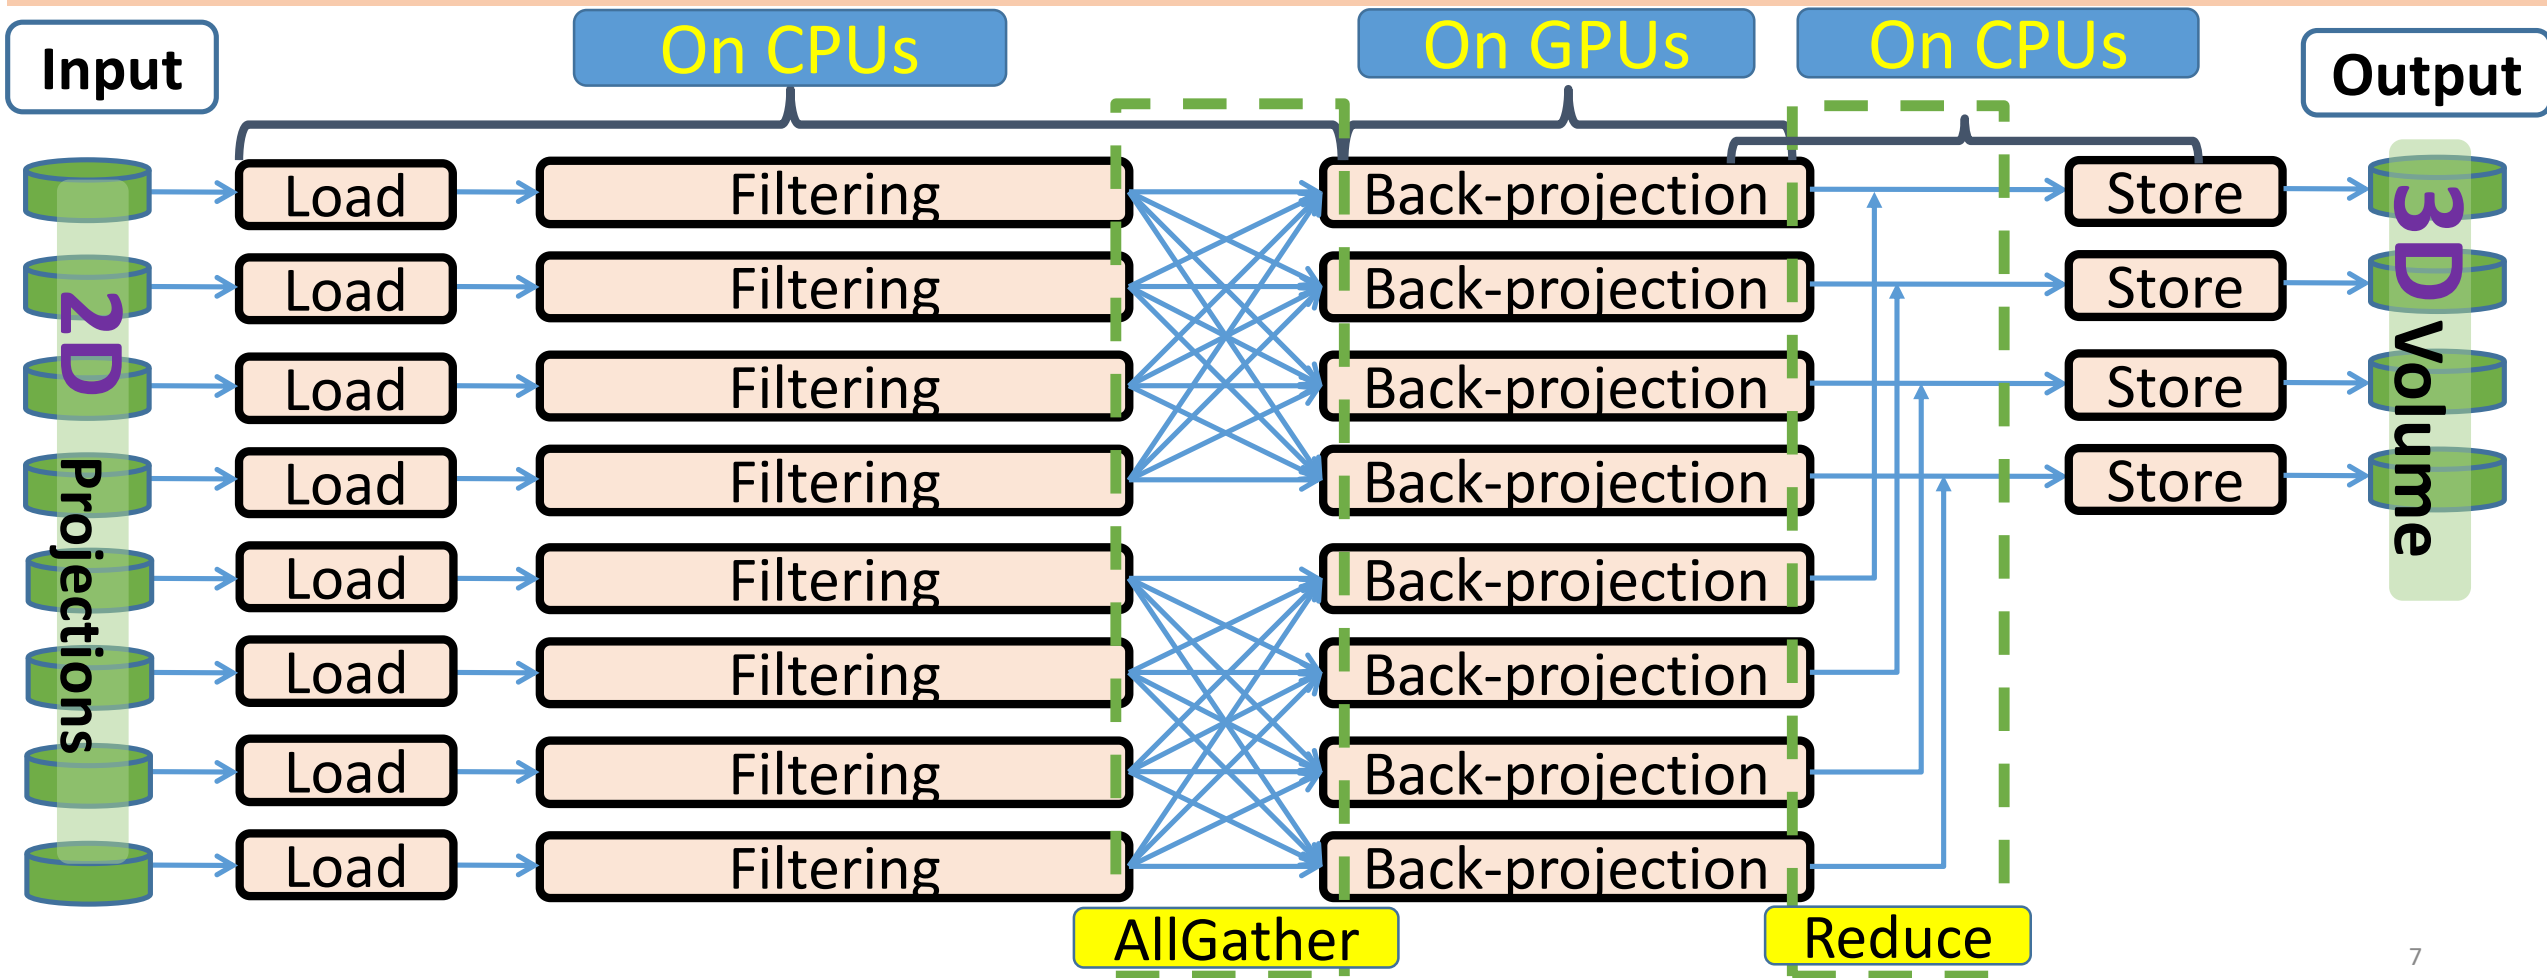 On CPUs
On GPUs
On CPUs
Input
Output
2D Projections
Load
Filtering
Back-projection
Store
Load
Filtering
Back-projection
Store
Load
Filtering
Back-projection
Store
Load
Filtering
Back-projection
Store
Load
Filtering
Back-projection
Load
Filtering
Back-projection
Load
Filtering
Back-projection
Load
Filtering
Back-projection
3D Volume
AllGather
Reduce
7